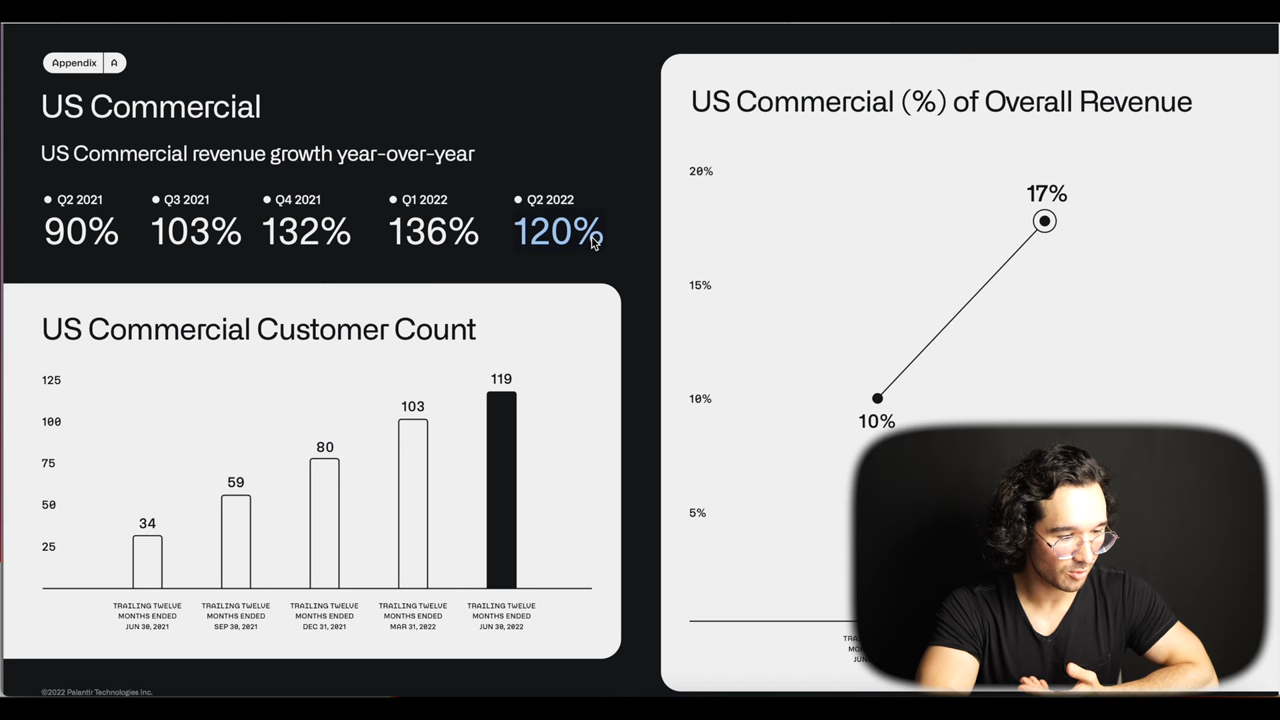 Appendix A
US Commercial
US Commercial revenue growth year-over-year
Q2 2021 Q3 2021 Q4 2021 Q1 2022 Q2 2022
90% 103% 132% 136% 120%
US Commercial Customer Count
125
100
75
50
25
34
59
80
103
119
TRAILING TWELVE
MONTHS ENDED
JUN 30, 2021
TRAILING TWELVE
MONTHS ENDED
SEP 30, 2021
TRAILING TWELVE
MONTHS ENDED
DEC 31, 2021
TRAILING TWELVE
MONTHS ENDED
MAR 31, 2022
TRAILING TWELVE
MONTHS ENDED
JUN 30, 2022
©2022 Palantir Technologies Inc.
US Commercial (%) of Overall Revenue
20%
15%
10%
5%
17%
10%